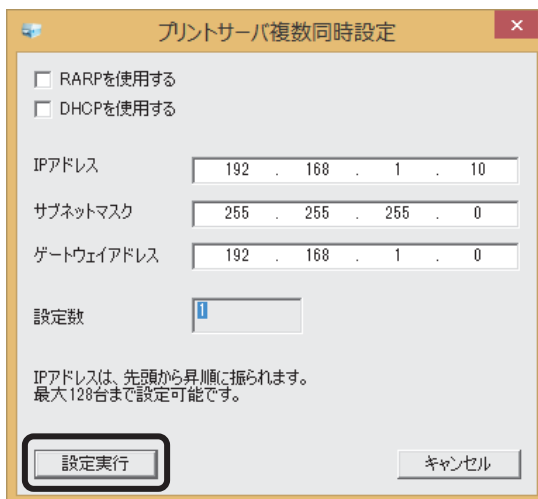 プリントサーバ複数同時設定
RARPを使用する
DHCPを使用する
IPアドレス 192 . 168 . 1 . 10
サブネットマスク 255 . 255 . 255 . 0
ゲートウェイアドレス 192 . 168 . 1 . 0
設定数 1
IPアドレスは、先頭から昇順に振られます。
最大128台まで設定可能です。
設定実行 キャンセル